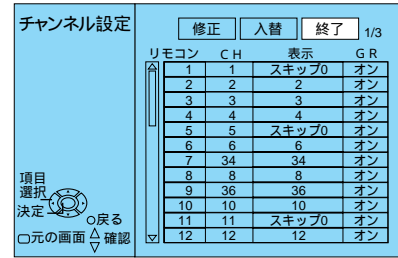 チャンネル設定
修正 入替 終了 1/3
リモコン CH 表示 GR
1 1 スキップ0 オン
2 2 2 オン
3 3 3 オン
4 4 4 オン
5 5 スキップ0 オン
6 6 6 オン
7 34 34 オン
8 8 8 オン
9 36 36 オン
10 10 10 オン
11 11 スキップ0 オン
12 12 12 オン
項目
選択
決定
戻る
元の画面 確認